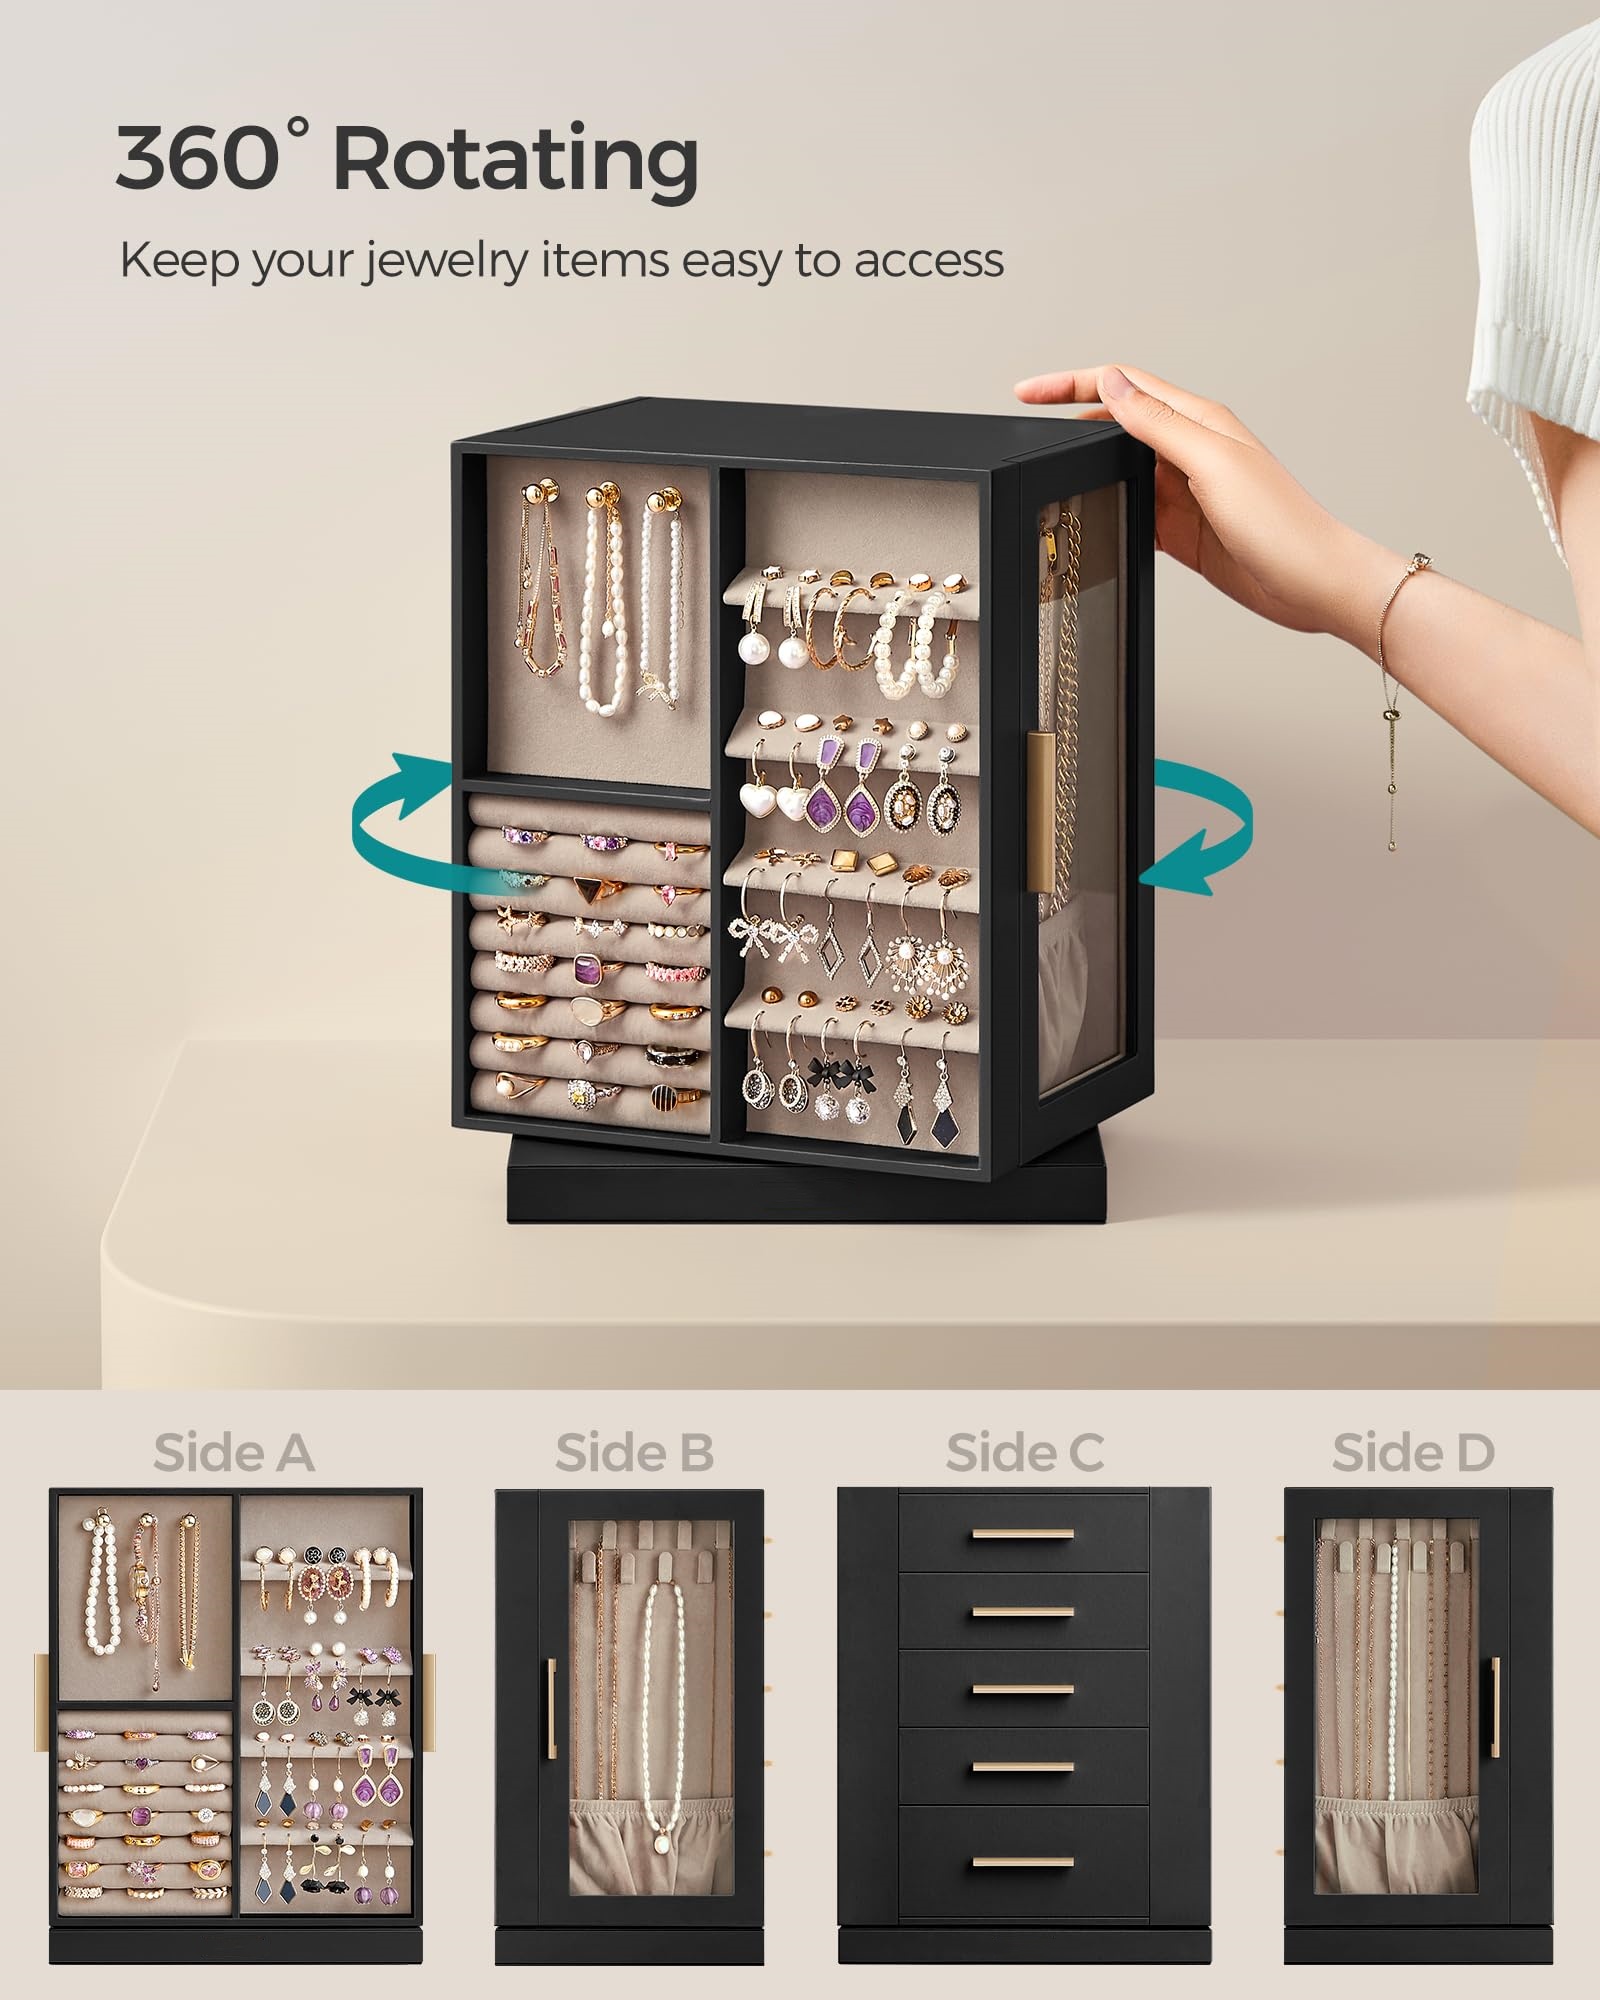 360° Rotating
Keep your jewelry items easy to access
Side A
Side B
Side C
Side D